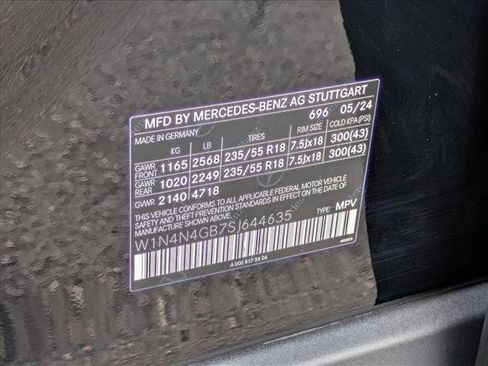 MFD BY MERCEDES-BENZ AG STUTTGART
MADE IN GERMANY 696 05/24
KG LB TIRES RIM SIZE COLD KPA(PSI)
GAWR FRONT 1165 2568 235/55 R18 7.5Jx18 300(43)
GAWR REAR 1020 2249 235/55 R18 7.5Jx18 300(43)
GWR 2140 4718
THIS VEHICLE CONFORMS TO ALL APPLICABLE FEDERAL MOTOR VEHICLE
SAFETY, BUMPER, AND THEFT PREVENTION STANDARDS IN EFFECT ON THE
DATE OF MANUFACTURE SHOWN ABOVE.
W1N4N4GB7SJ644635 TYPE: MPV
A 000 817 54 04